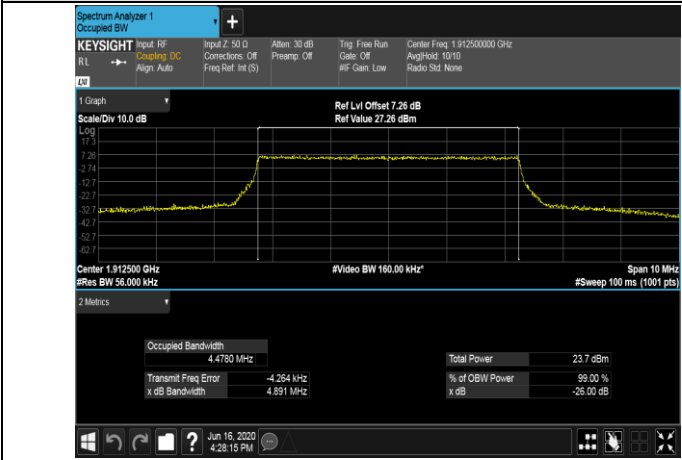 Spectrum Analyzer 1
Occupied BW
+
KEYSIGHT Input: RF Input Z: 50 Ω Atten: 30 dB Trig: Free Run Center Freq: 1.912500000 GHz
RL Coupling: DC Corrections: Off Preamp: Off Gate: Off Avg|Hold: 10/10
Align: Auto Freq Ref: Int (S) #IF Gain: Low Radio Std: None
LXI
1 Graph
Ref Lvl Offset 7.26 dB
Scale/Div 10.0 dB Ref Value 27.26 dBm
Log
17.3
7.26
-2.74
-12.7
-22.7
-32.7
-42.7
-52.7
-62.7
Center 1.912500 GHz #Video BW 160.00 kHz* Span 10 MHz
#Res BW 56.000 kHz #Sweep 100 ms (1001 pts)
2 Metrics
Occupied Bandwidth
4.4780 MHz Total Power 23.7 dBm
Transmit Freq Error -4.264 kHz % of OBW Power 99.00 %
x dB Bandwidth 4.891 MHz x dB -26.00 dB
? Jun 16, 2020
4:28:15 PM